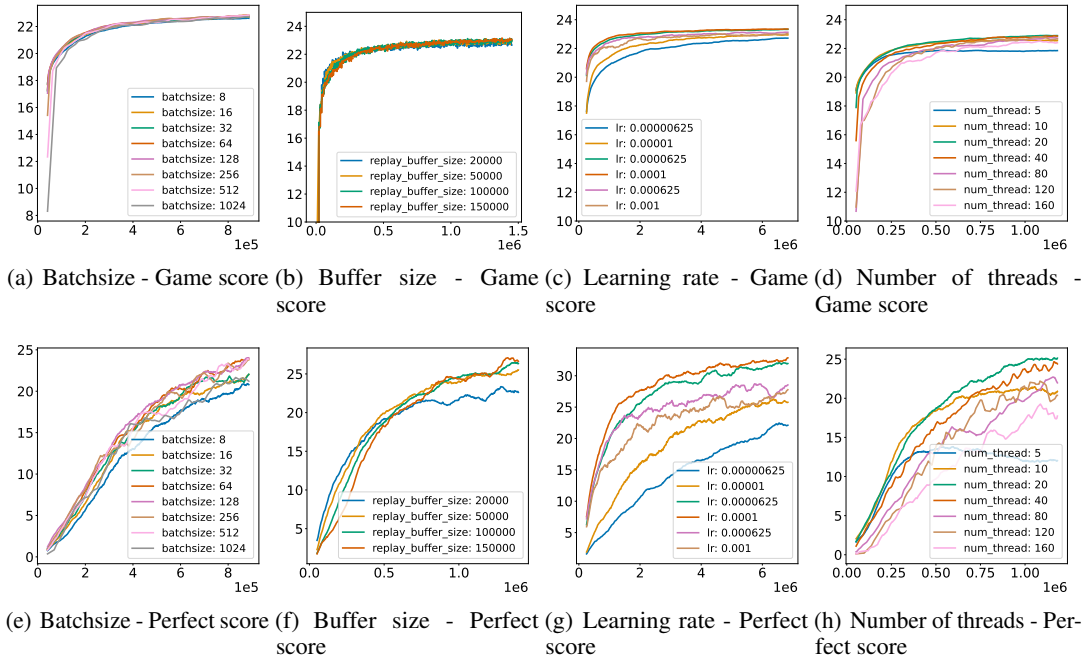 22
20
18
16
14
12
10
8
batchsize: 8
batchsize: 16
batchsize: 32
batchsize: 64
batchsize: 128
batchsize: 256
batchsize: 512
batchsize: 1024
0 2 4 6 8
1e5
24
22
20
18
16
14
12
10
replay_buffer_size: 20000
replay_buffer_size: 50000
replay_buffer_size: 100000
replay_buffer_size: 150000
0.0 0.5 1.0 1.5
1e6
24
22
20
18
16
14
12
10
lr: 0.00000625
lr: 0.00001
lr: 0.0000625
lr: 0.0001
lr: 0.000625
lr: 0.001
0 2 4 6
1e6
24
22
20
18
16
14
12
10
num_thread: 5
num_thread: 10
num_thread: 20
num_thread: 40
num_thread: 80
num_thread: 120
num_thread: 160
0.00 0.25 0.50 0.75 1.00
1e6
(a) Batchsize - Game score
(b) Buffer size - Game
score
(c) Learning rate - Game
score
(d) Number of threads -
Game score
25
20
15
10
5
0
batchsize: 8
batchsize: 16
batchsize: 32
batchsize: 64
batchsize: 128
batchsize: 256
batchsize: 512
batchsize: 1024
0 2 4 6 8
1e5
25
20
15
10
5
replay_buffer_size: 20000
replay_buffer_size: 50000
replay_buffer_size: 100000
replay_buffer_size: 150000
0.0 0.5 1.0
1e6
30
25
20
15
10
5
lr: 0.00000625
lr: 0.00001
lr: 0.0000625
lr: 0.0001
lr: 0.000625
lr: 0.001
0 2 4 6
1e6
25
20
15
10
5
0
num_thread: 5
num_thread: 10
num_thread: 20
num_thread: 40
num_thread: 80
num_thread: 120
num_thread: 160
0.00 0.25 0.50 0.75 1.00
1e6
(e) Batchsize - Perfect score
(f) Buffer size - Perfect
score
(g) Learning rate - Perfect
score
(h) Number of threads - Per-
fect score